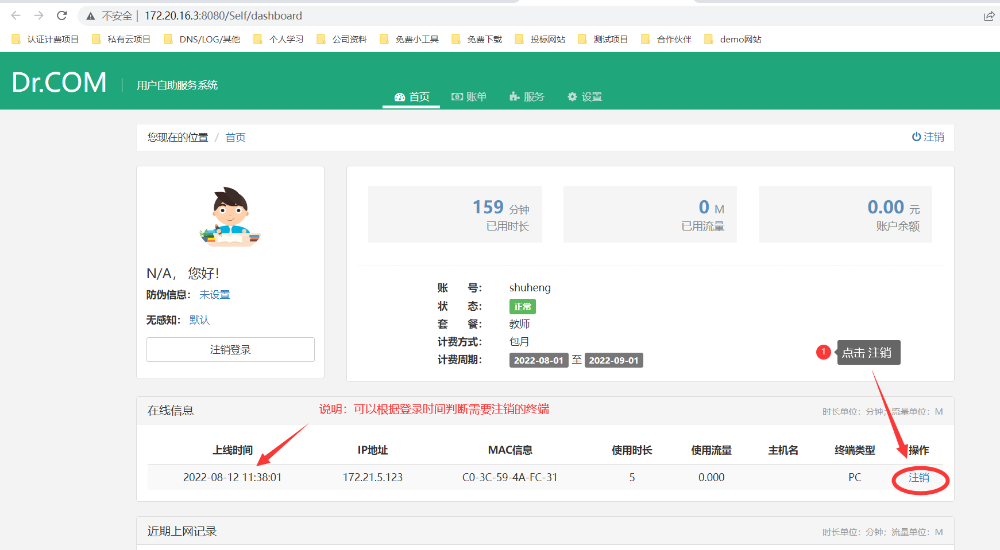 不安全 | 172.20.16.3:8080/Self/dashboard
认证计费项目 私有云项目 DNS/LOG/其他 个人学习 公司资料 免费小工具 免费下载 投标网站 测试项目 合作伙伴 demo网站
Dr.COM | 用户自助服务系统
首页 账单 服务 设置
您现在的位置 / 首页 注销
159 分钟
已用时长
0 M
已用流量
0.00 元
账户余额
N/A， 您好！
防伪信息： 未设置
无感知： 默认
注销登录
账 号： shuheng
状 态： 正常
套 餐： 教师
计费方式： 包月
计费周期： 2022-08-01 至 2022-09-01
1 点击 注销
在线信息 说明：可以根据登录时间判断需要注销的终端 时长单位：分钟；流量单位：M
上线时间 IP地址 MAC信息 使用时长 使用流量 主机名 终端类型 操作
2022-08-12 11:38:01 172.21.5.123 C0-3C-59-4A-FC-31 5 0.000 PC 注销
近期上网记录 时长单位：分钟；流量单位：M